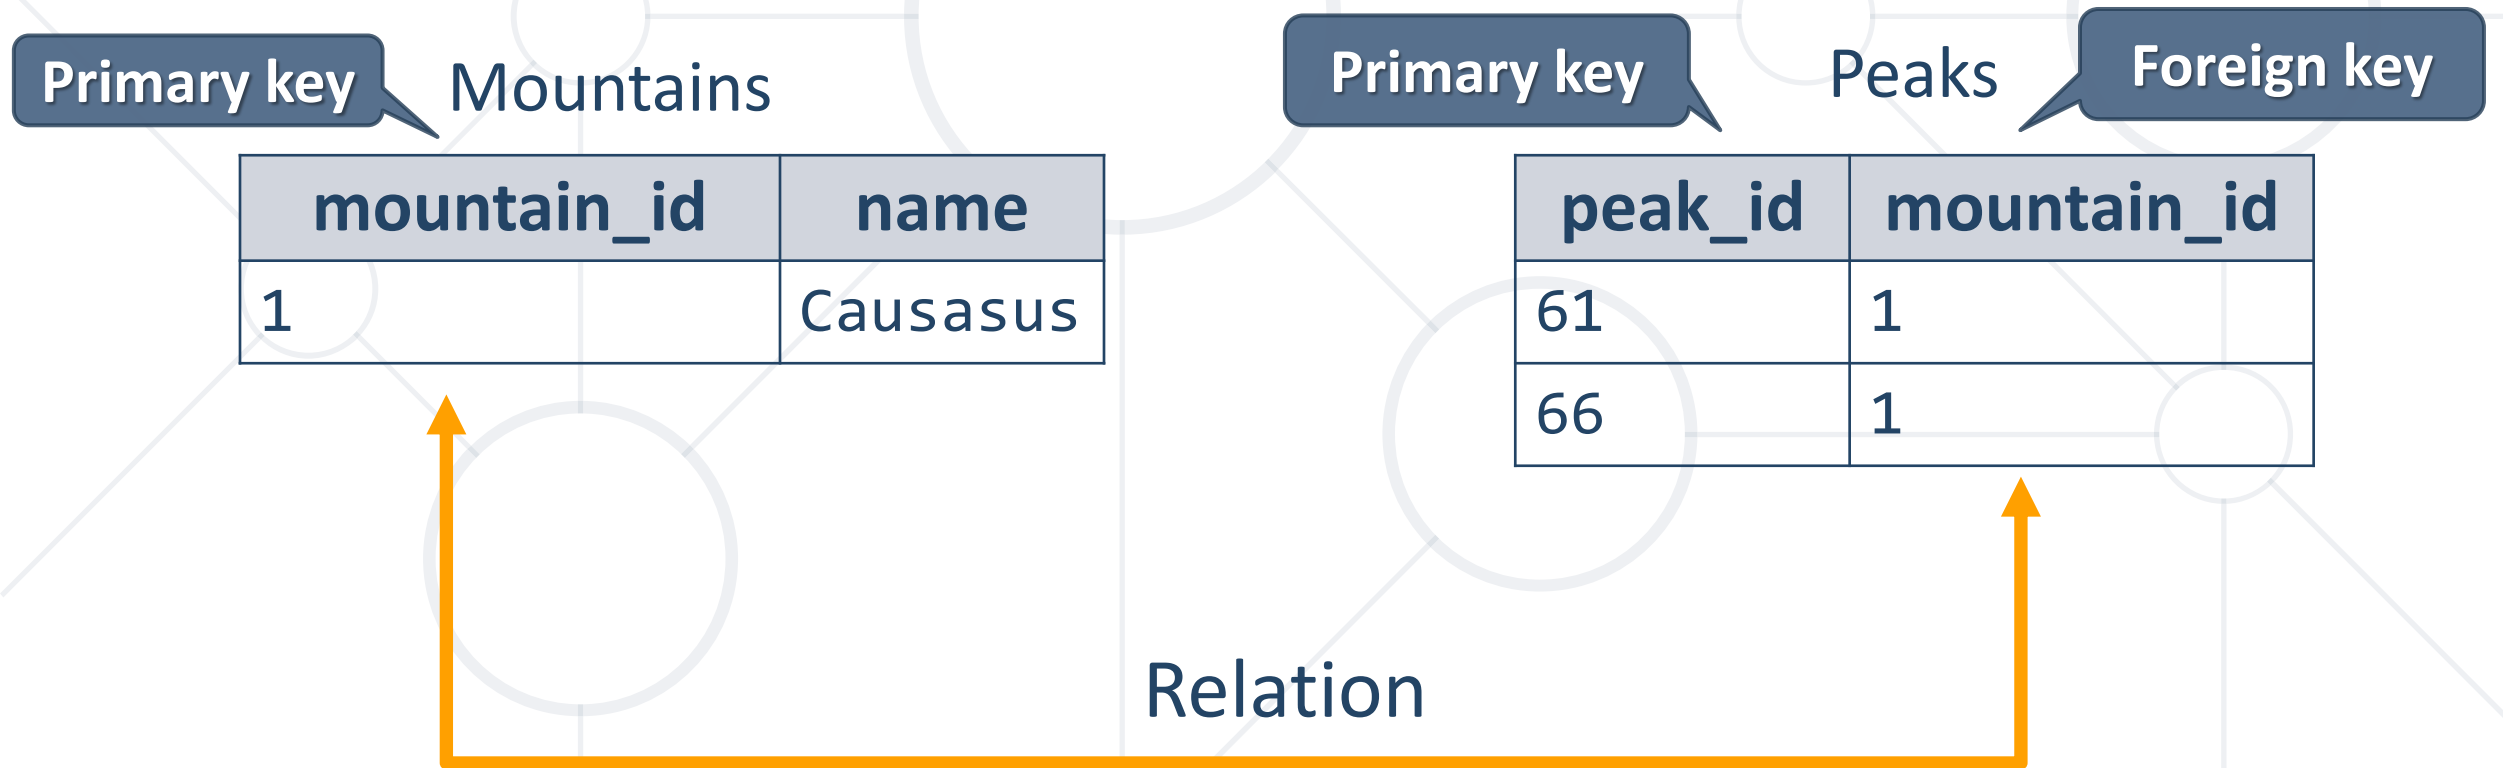 Primary key
Mountains
mountain_id name
1 Causasus
Primary key
Peaks
Foreign key
peak_id mountain_id
61 1
66 1
Relation